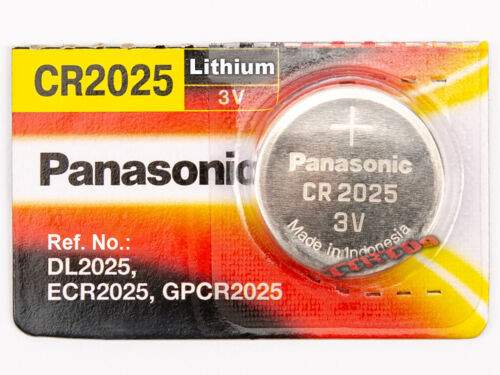 CR2025
Lithium
3V
Panasonic
Ref. No.:
DL2025,
ECR2025, GPCR2025
+
Panasonic
CR 2025
3V
Made in Indonesia